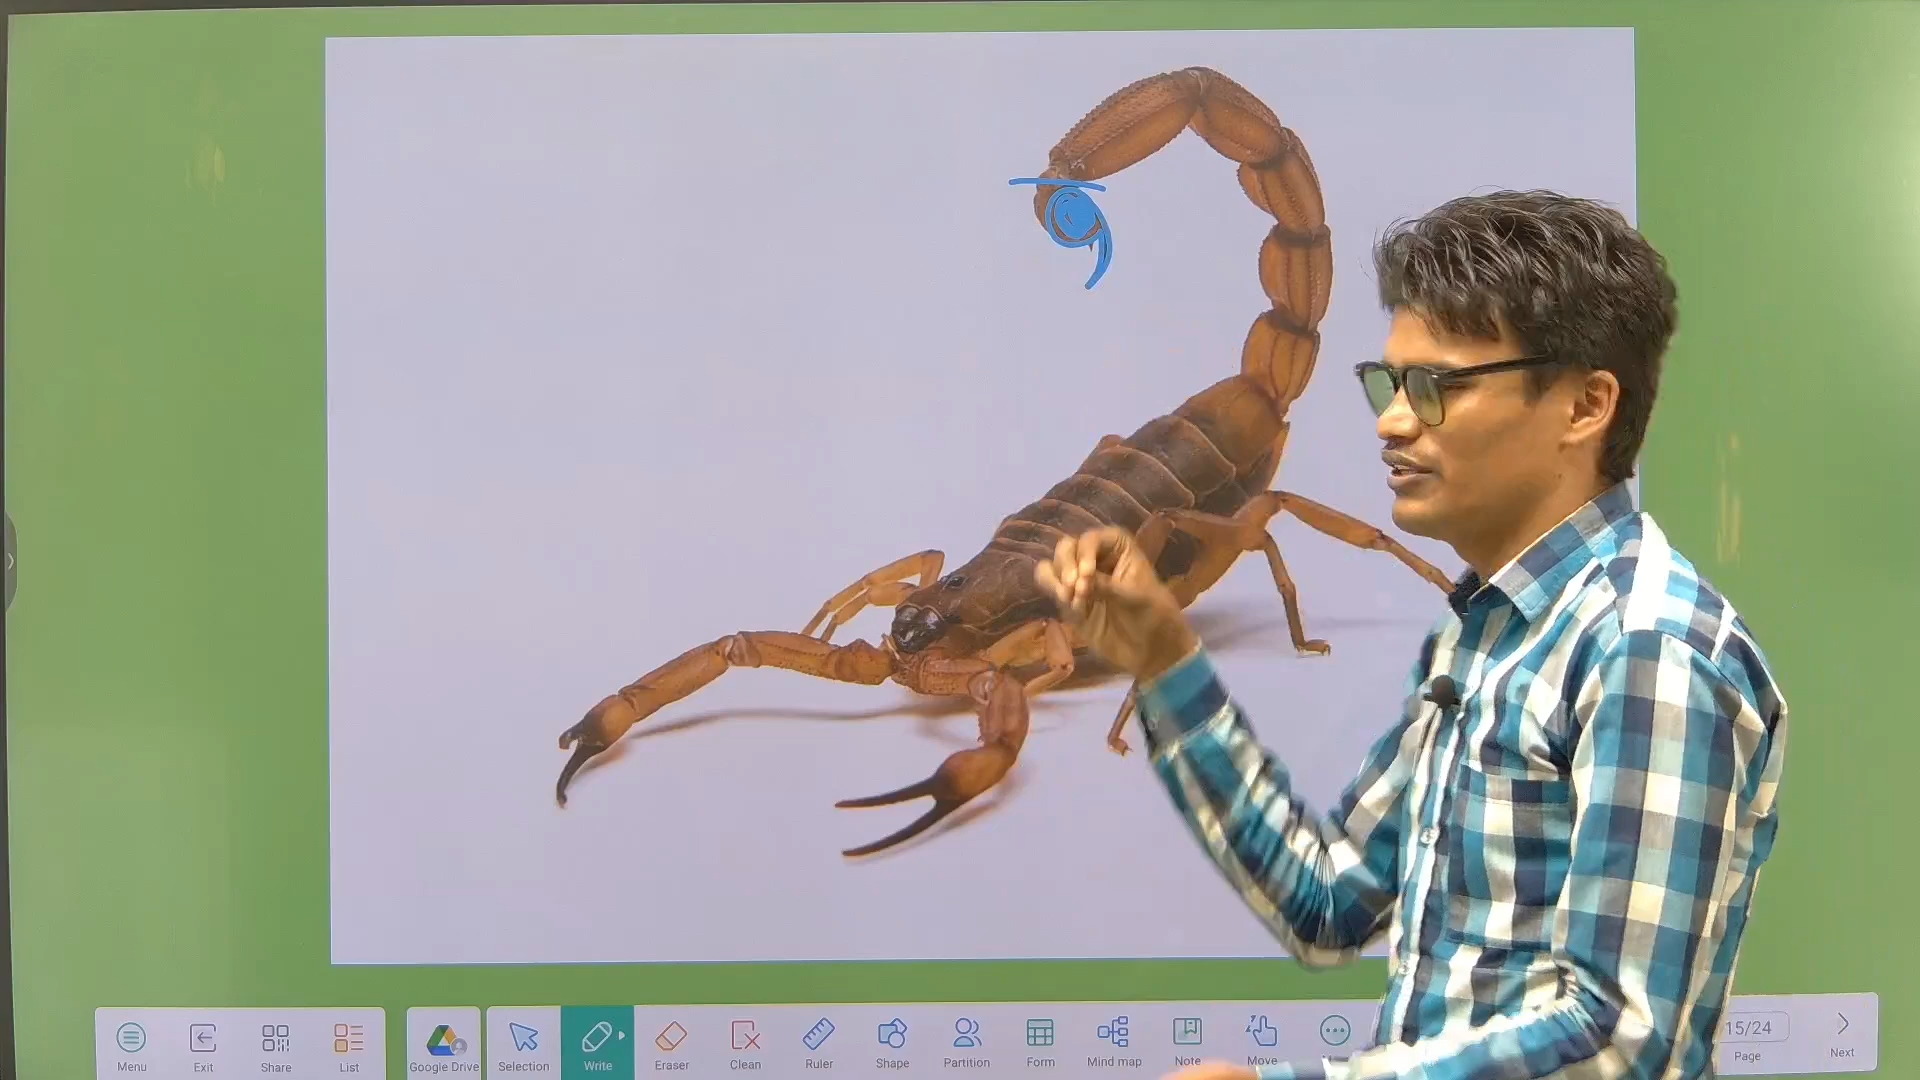 Menu
Exit
Share
List
Google Drive
Selection
Write
Eraser
Clean
Ruler
Shape
Partition
Form
Mind map
Note
Move
15/24
Page
Next